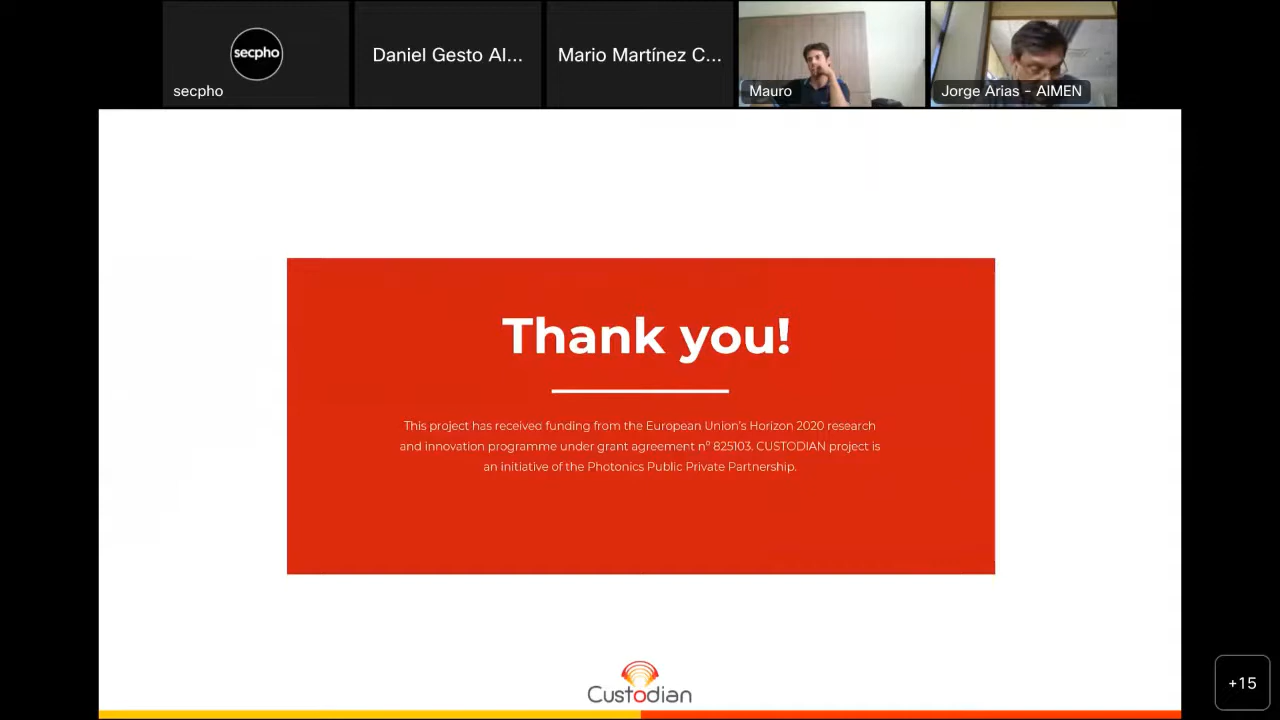 secpho
secpho
Daniel Gesto Al...
Mario Martínez C...
Mauro
Jorge Arias - AIMEN
Thank you!
This project has received funding from the European Union's Horizon 2020 research
and innovation programme under grant agreement nº 825103. CUSTODIAN project is
an initiative of the Photonics Public Private Partnership.
Custodian
+15